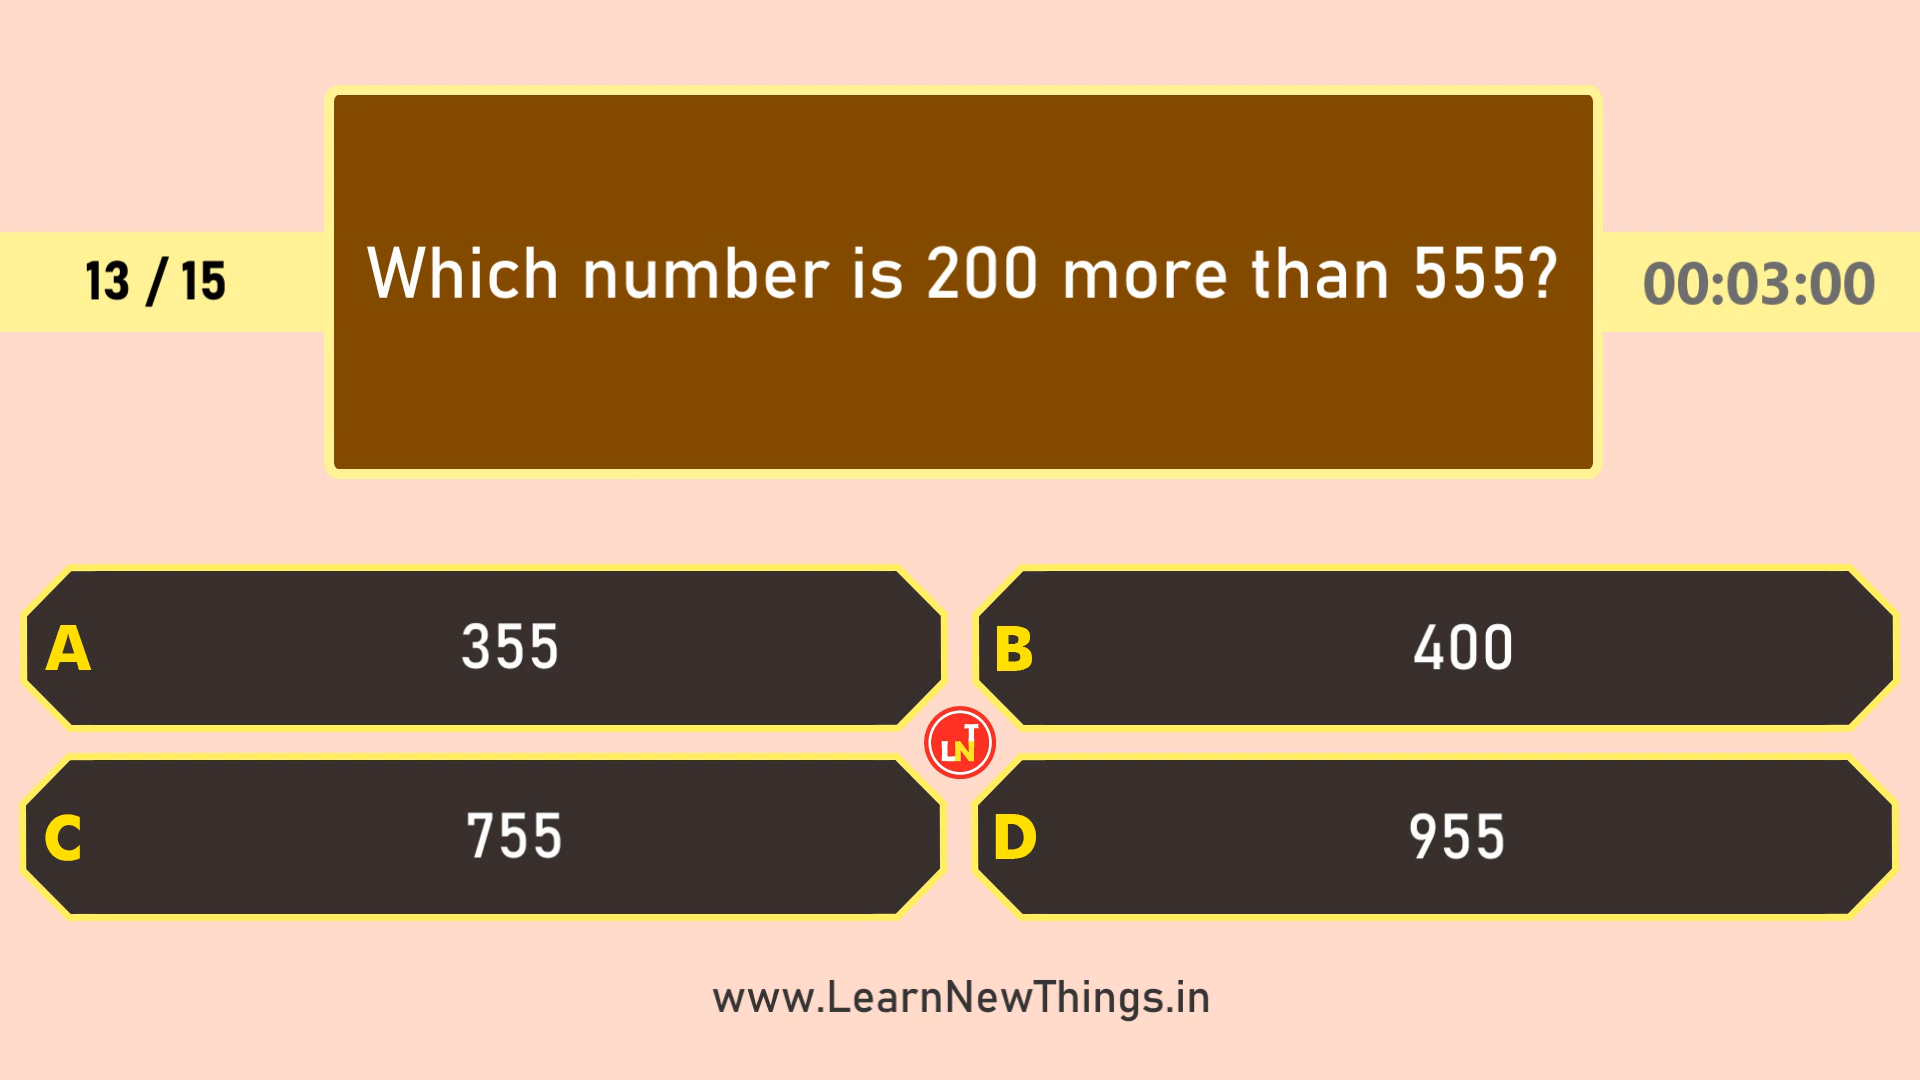 Which number is 200 more than 555?
13 / 15
00:03:00
A 355
B 400
LNT
C 755
D 955
www.LearnNewThings.in